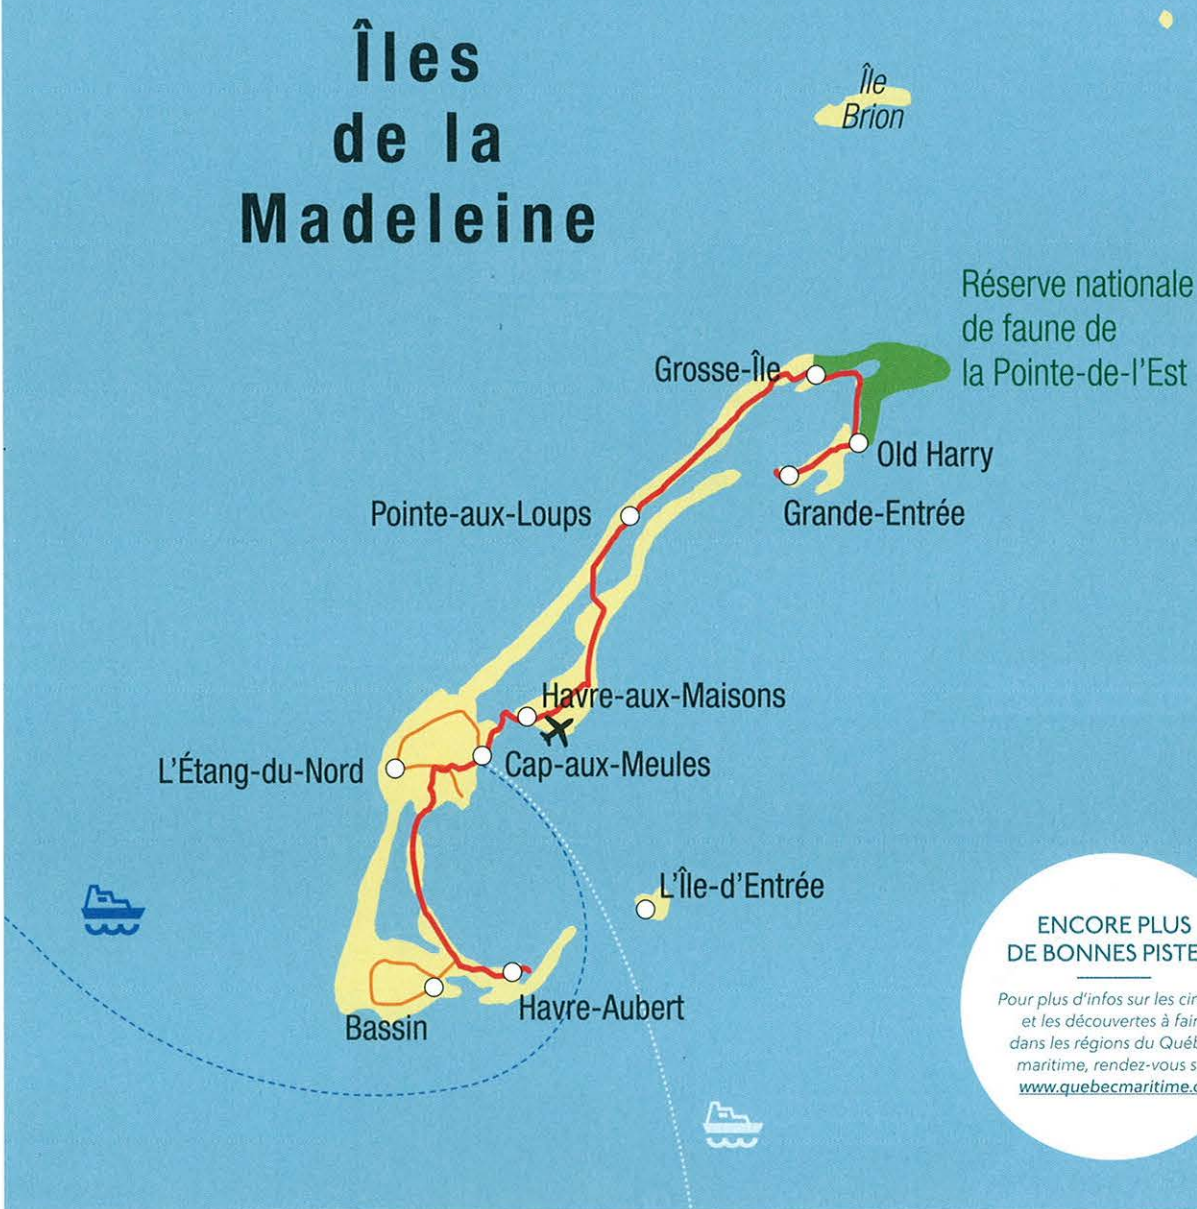 Îles
de la
Madeleine
Île
Brion
Réserve nationale
de faune de
la Pointe-de-l'Est
Grosse-Île
Old Harry
Pointe-aux-Loups
Grande-Entrée
Havre-aux-Maisons
L'Étang-du-Nord
Cap-aux-Meules
L'Île-d'Entrée
Havre-Aubert
Bassin
ENCORE PLUS
DE BONNES PISTE
Pour plus d'infos sur les cir
et les découvertes à fair
dans les régions du Québ
maritime, rendez-vous s
www.quebecmaritime.c